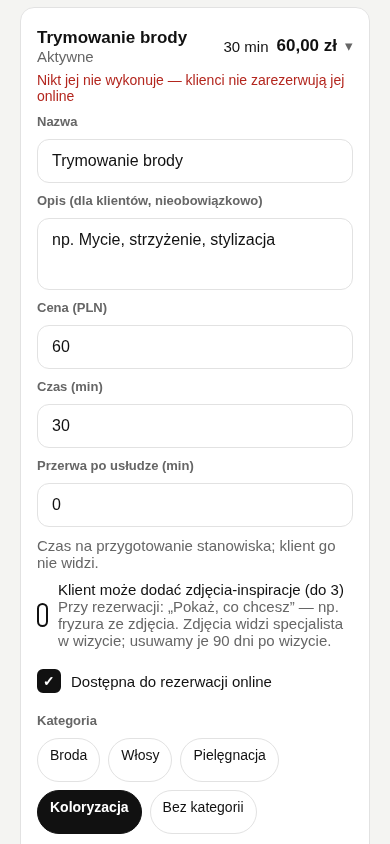 Trymowanie brody
30 min 60,00 zł ▾
Aktywne
Nikt jej nie wykonuje — klienci nie zarezerwują jej
online
Nazwa
Trymowanie brody
Opis (dla klientów, nieobowiązkowo)
np. Mycie, strzyżenie, stylizacja
Cena (PLN)
60
Czas (min)
30
Przerwa po usłudze (min)
0
Czas na przygotowanie stanowiska; klient go
nie widzi.
Klient może dodać zdjęcia-inspiracje (do 3)
Przy rezerwacji: „Pokaż, co chcesz” — np.
fryzura ze zdjęcia. Zdjęcia widzi specjalista
w wizycie; usuwamy je 90 dni po wizycie.
✓ Dostępna do rezerwacji online
Kategoria
Broda Włosy Pielęgnacja
Koloryzacja Bez kategorii